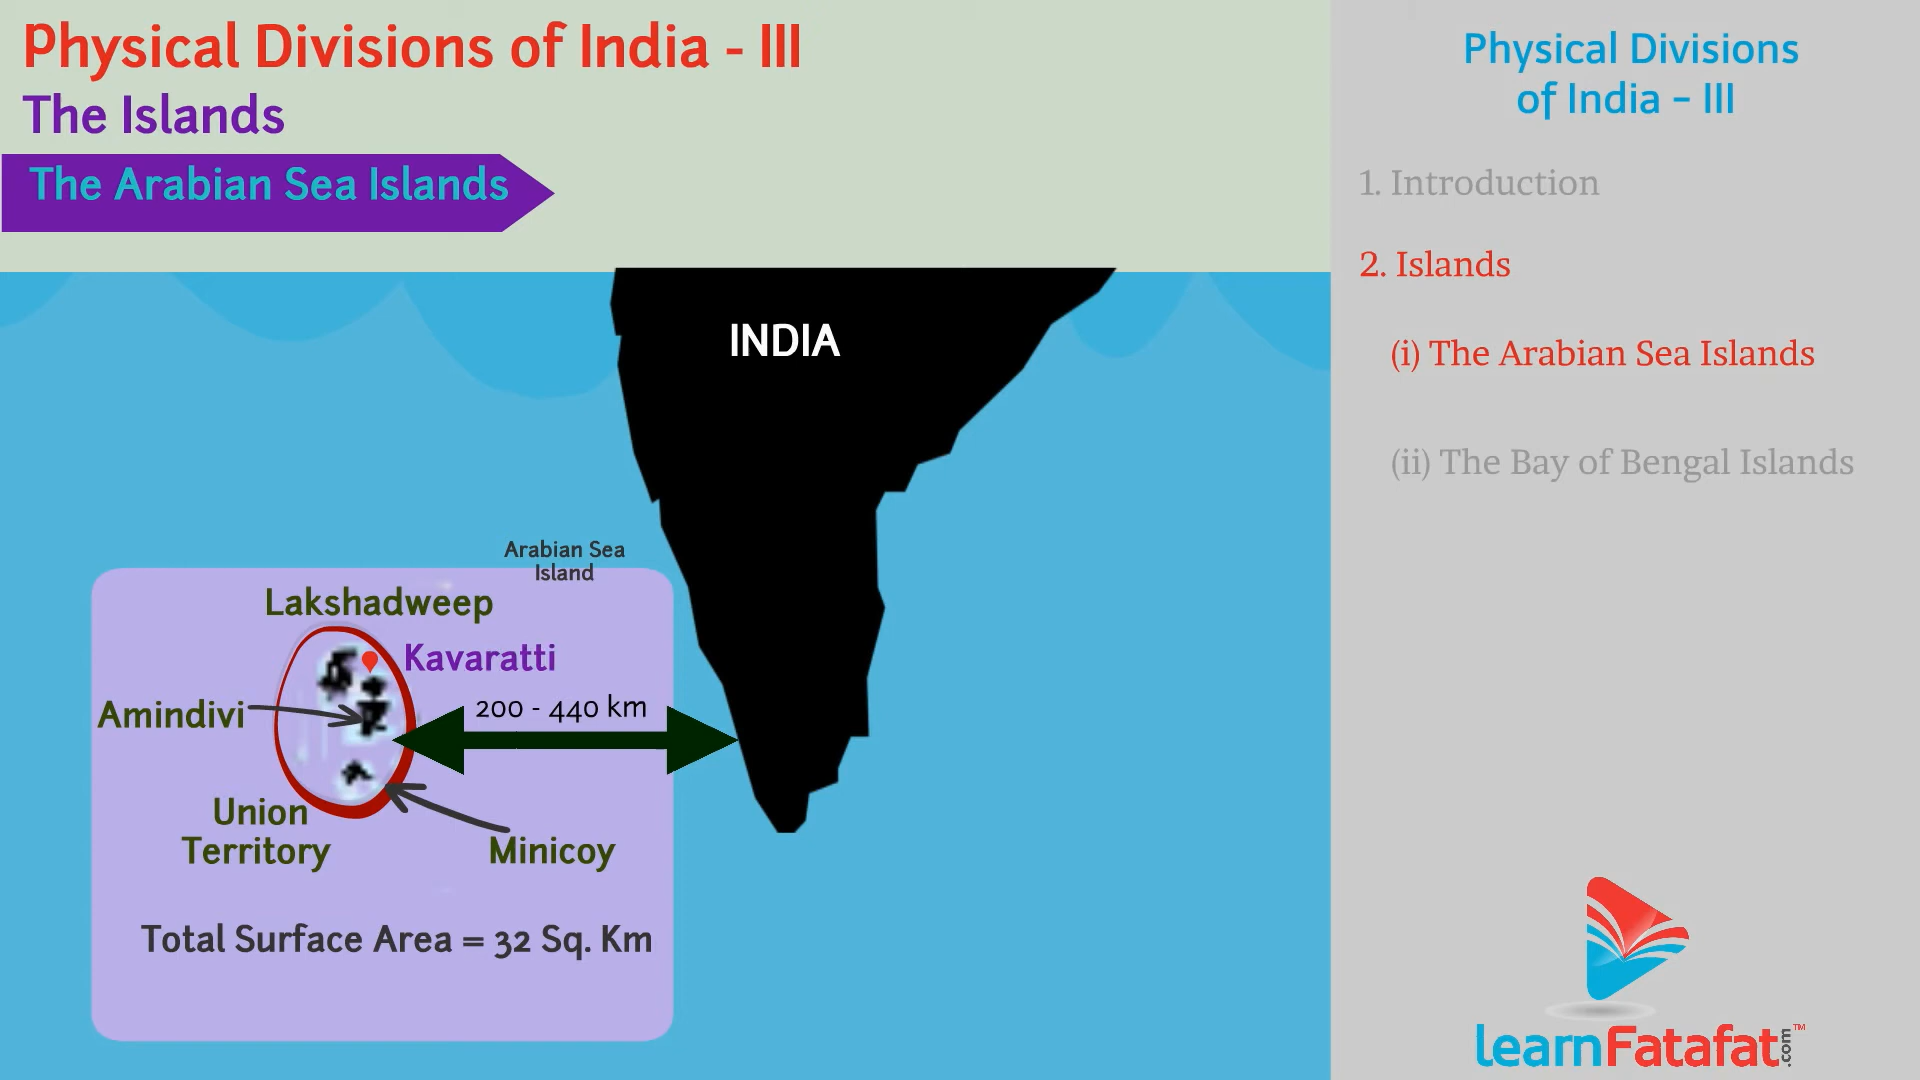 Physical Divisions of India - III
The Islands
The Arabian Sea Islands
INDIA
Arabian Sea
Island
Lakshadweep
Kavaratti
Amindivi
200 - 440 km
Union
Territory
Minicoy
Total Surface Area = 32 Sq. Km
Physical Divisions
of India – III
1. Introduction
2. Islands
(i) The Arabian Sea Islands
(ii) The Bay of Bengal Islands
learnFatafat.com™